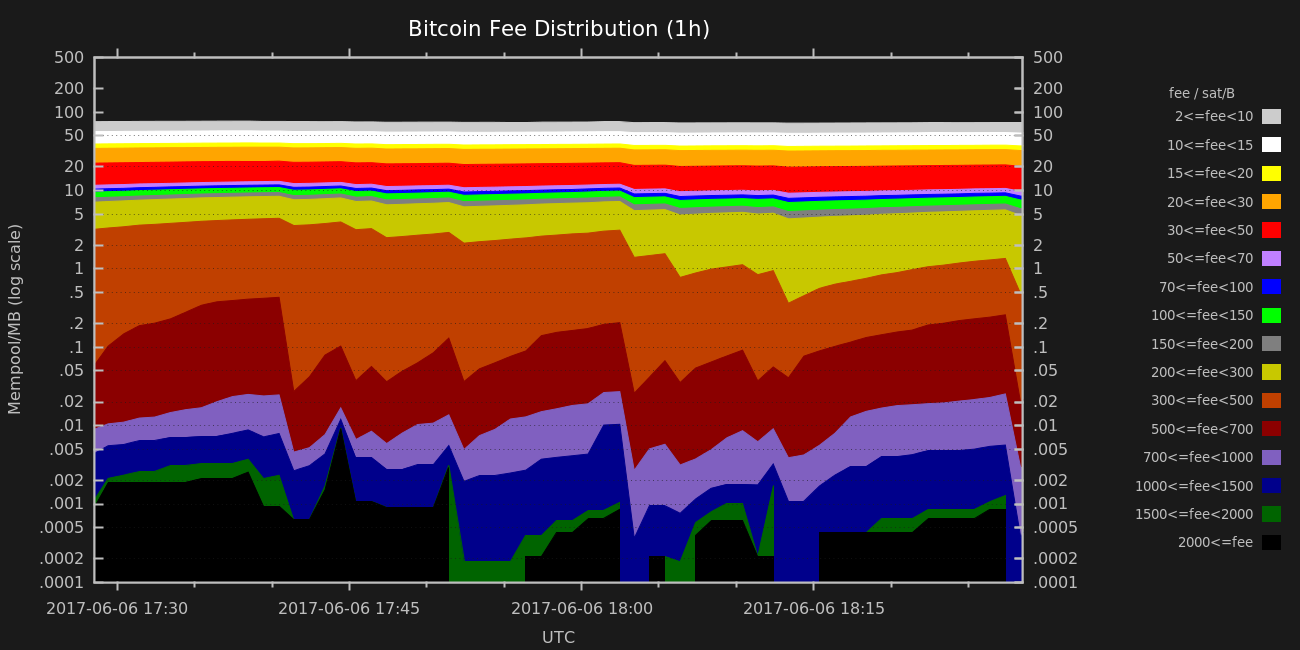 Bitcoin Fee Distribution (1h)
500
200
100
50
20
10
5
2
1
.5
.2
.1
.05
.02
.01
.005
.002
.001
.0005
.0002
.0001
Mempool/MB (log scale)
500
200
100
50
20
10
5
2
1
.5
.2
.1
.05
.02
.01
.005
.002
.001
.0005
.0002
.0001
2017-06-06 17:30 2017-06-06 17:45 2017-06-06 18:00 2017-06-06 18:15
UTC
fee / sat/B
2<=fee<10
10<=fee<15
15<=fee<20
20<=fee<30
30<=fee<50
50<=fee<70
70<=fee<100
100<=fee<150
150<=fee<200
200<=fee<300
300<=fee<500
500<=fee<700
700<=fee<1000
1000<=fee<1500
1500<=fee<2000
2000<=fee